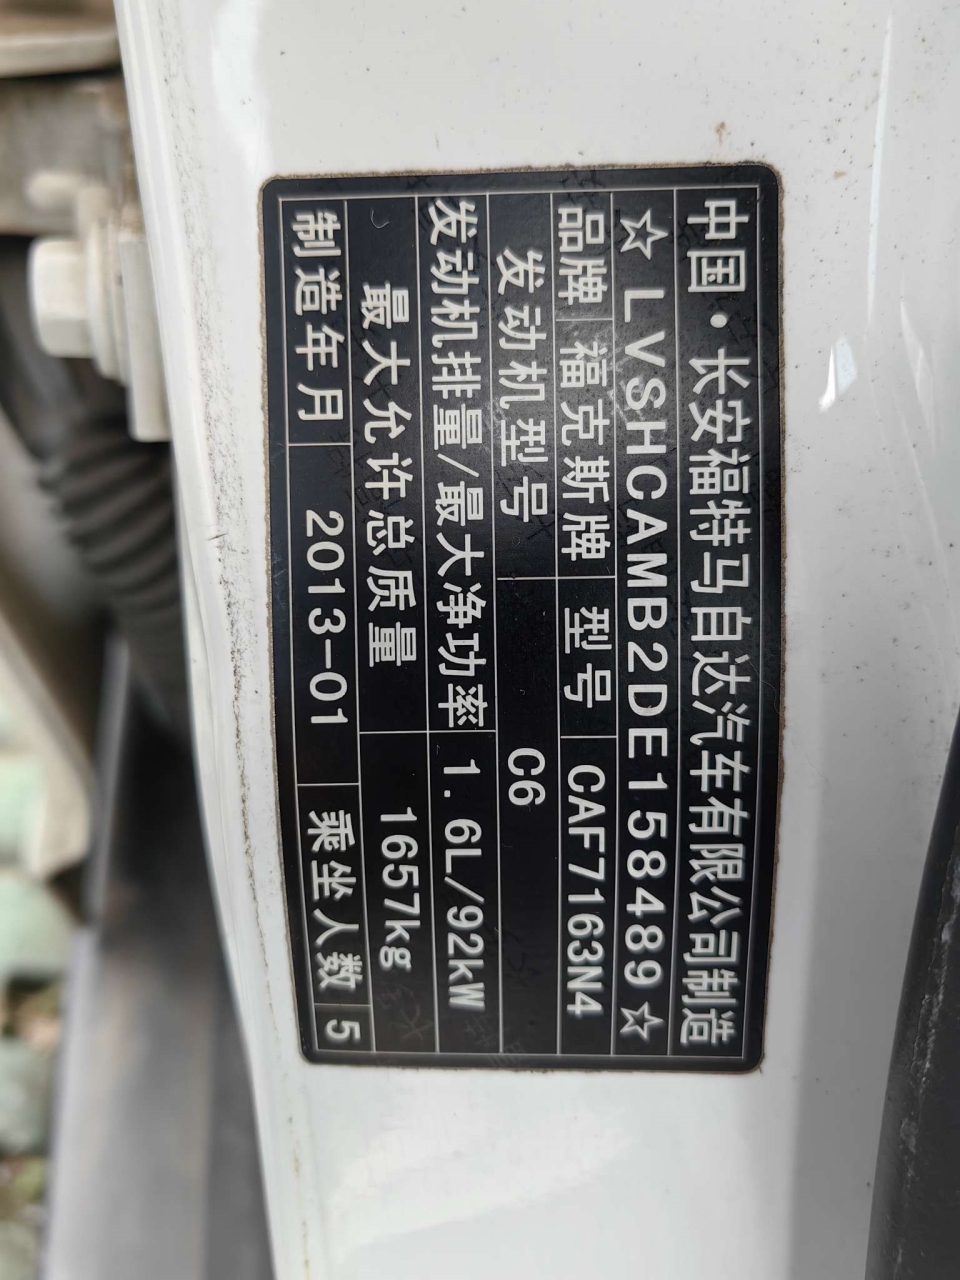 中国·长安福特马自达汽车有限公司制造
☆LVSHCAMB2DE158489☆
品牌 福克斯牌 型号 CAF7163N4
发动机型号 C6
发动机排量/最大净功率 1.6L/92kW
最大允许总质量 1657kg
制造年月 2013-01 乘坐人数 5